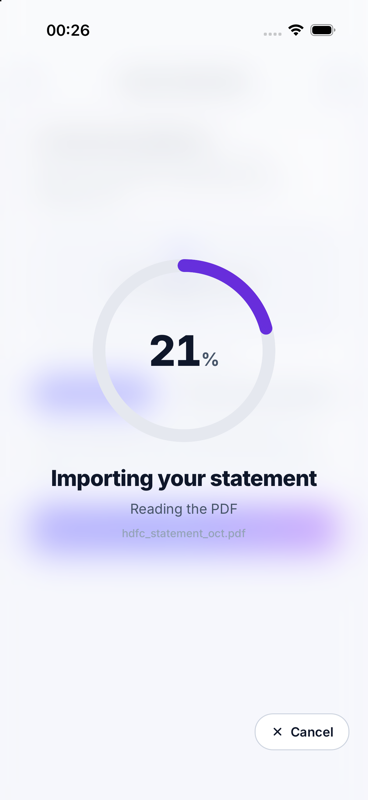 00:26
21%
Importing your statement
Reading the PDF
hdfc_statement_oct.pdf
✕ Cancel